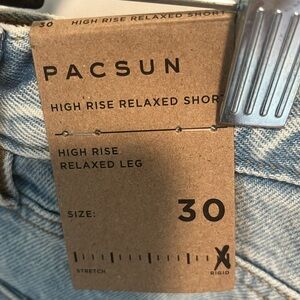 30 HIGH RISE RELAXED SHORT
PACSUN
HIGH RISE RELAXED SHORT
HIGH RISE
RELAXED LEG
SIZE: 30
STRETCH RIGID